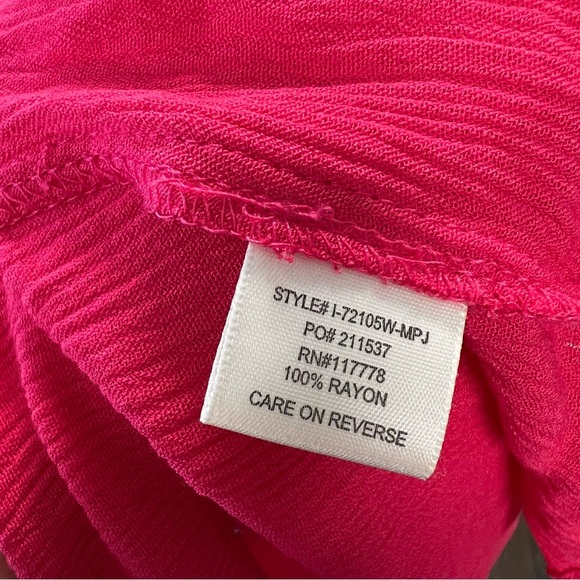 STYLE# I-72105W-MPJ
PO# 211537
RN#117778
100% RAYON
CARE ON REVERSE